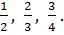 1/2, 2/3, 3/4.